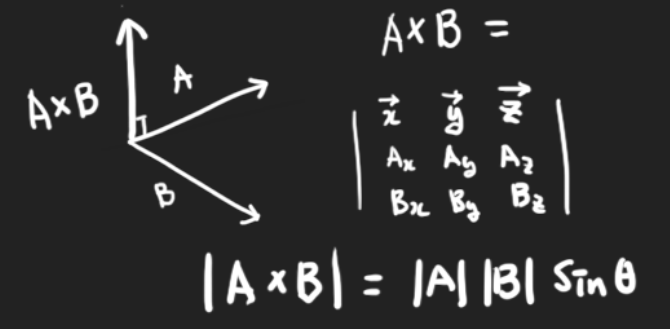 A×B =
A×B
A
B
x⃗ y⃗ z⃗
Ax Ay Az
Bx By Bz
|A×B| = |A| |B| Sin θ